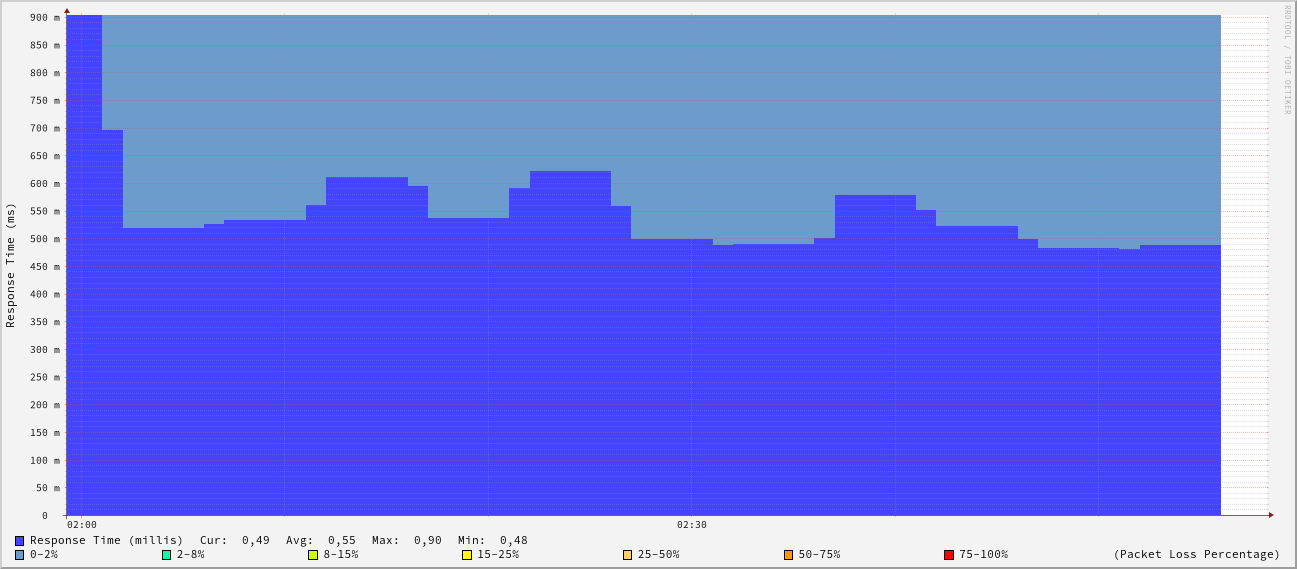 RRDTOOL / TOBI OETIKER
Response Time (ms)
900 m
850 m
800 m
750 m
700 m
650 m
600 m
550 m
500 m
450 m
400 m
350 m
300 m
250 m
200 m
150 m
100 m
50 m
0
02:00 02:30
Response Time (millis) Cur: 0,49 Avg: 0,55 Max: 0,90 Min: 0,48
0-2% 2-8% 8-15% 15-25% 25-50% 50-75% 75-100% (Packet Loss Percentage)